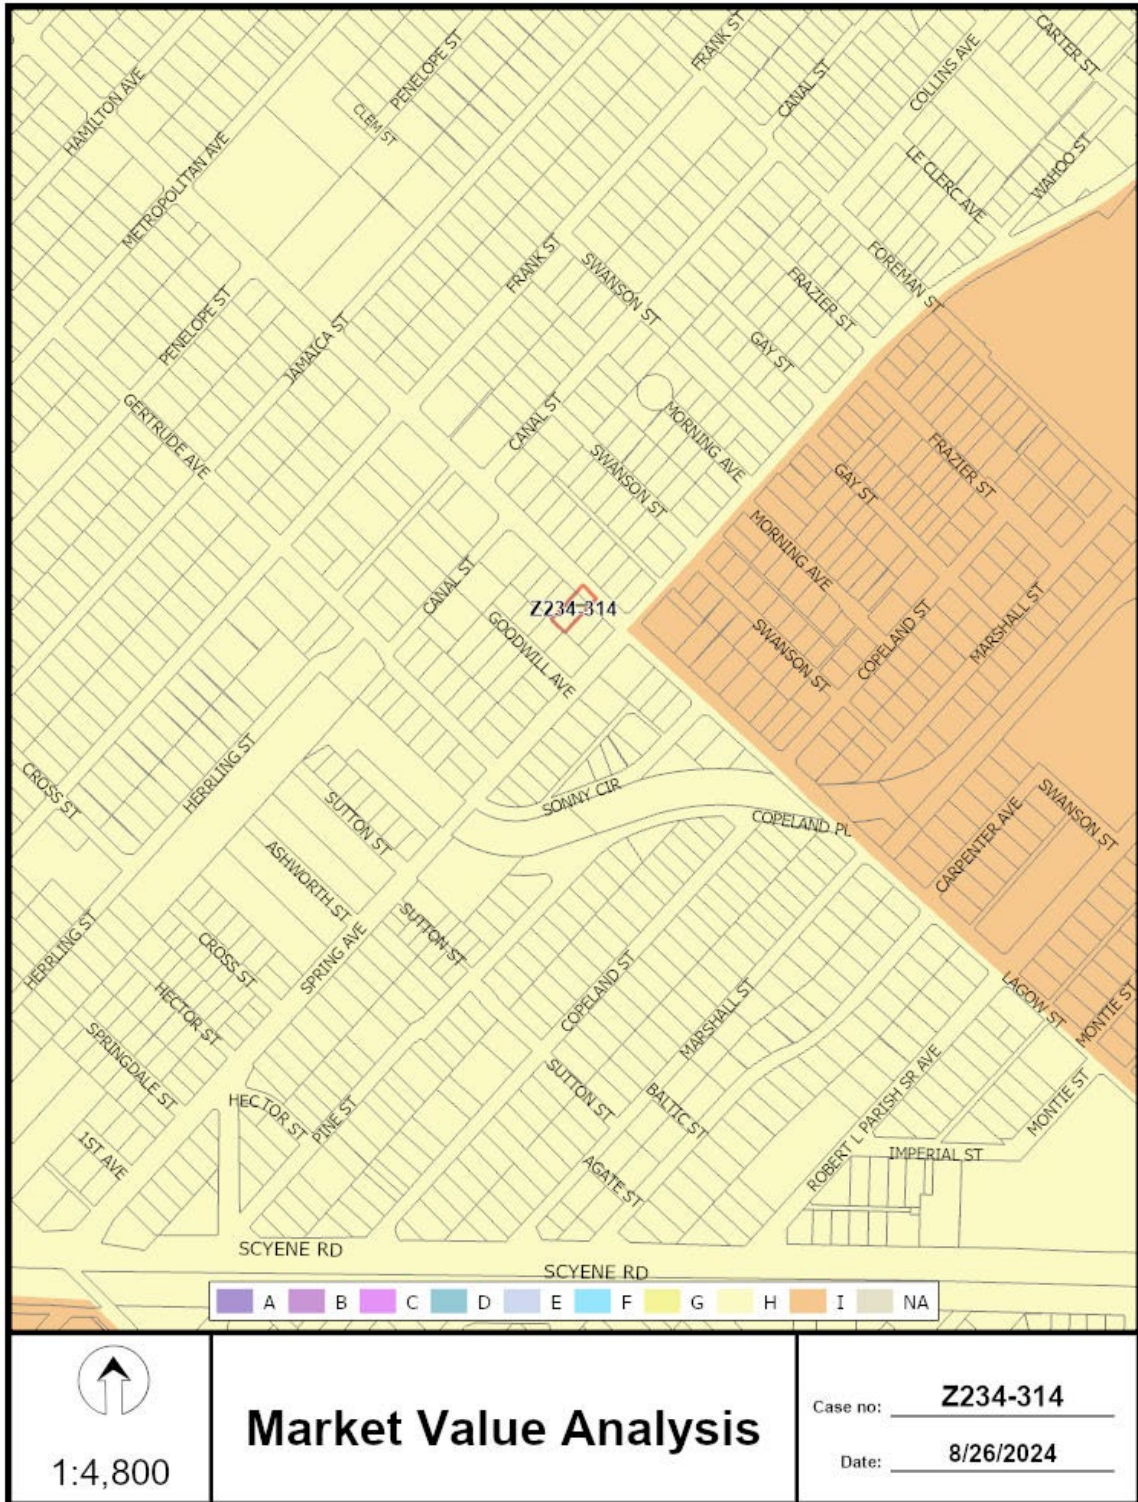 FRANK ST
CARTER ST
PENELOPE ST
COLLINS AVE
CANAL ST
HAMILTON AVE
CLEM ST
METROPOLITAN AVE
LE CLERC AVE
WAHOO ST
FRANK ST
SWANSON ST
FOREMAN ST
FRAZIER ST
PENELOPE ST
JAMAICA ST
GAY ST
GERTRUDE AVE
CANAL ST
MORNING AVE
SWANSON ST
FRAZIER ST
GAY ST
MORNING AVE
CANAL ST
Z234-314
GOODWILL AVE
SWANSON ST
COPELAND ST
MARSHALL ST
CROSS ST
HERRLING ST
SONNY CIR
COPELAND PL
SUTTON ST
SWANSON ST
CARPENTER AVE
ASHWORTH ST
SUTTON ST
HERRLING ST
CROSS ST
SPRING AVE
HECTOR ST
COPELAND ST
MARSHALL ST
LAGOW ST
MONTIE ST
SPRINGDALE ST
HECTOR ST
PINE ST
SUTTON ST
BALTIC ST
ROBERT L PARISH SR AVE
MONTIE ST
1ST AVE
AGATE ST
IMPERIAL ST
SCYENE RD
SCYENE RD
A B C D E F G H I NA
1:4,800
Market Value Analysis
Case no: Z234-314
Date: 8/26/2024